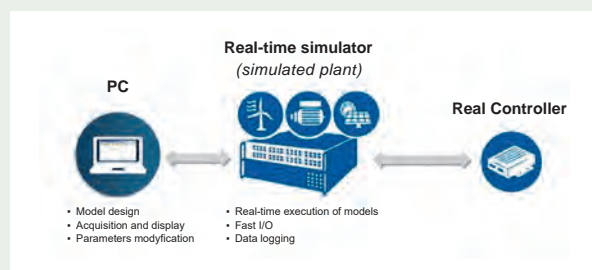 Real-time simulator
(simulated plant)
PC
Real Controller
▪ Model design
▪ Acquisition and display
▪ Parameters modyfication
▪ Real-time execution of models
▪ Fast I/O
▪ Data logging